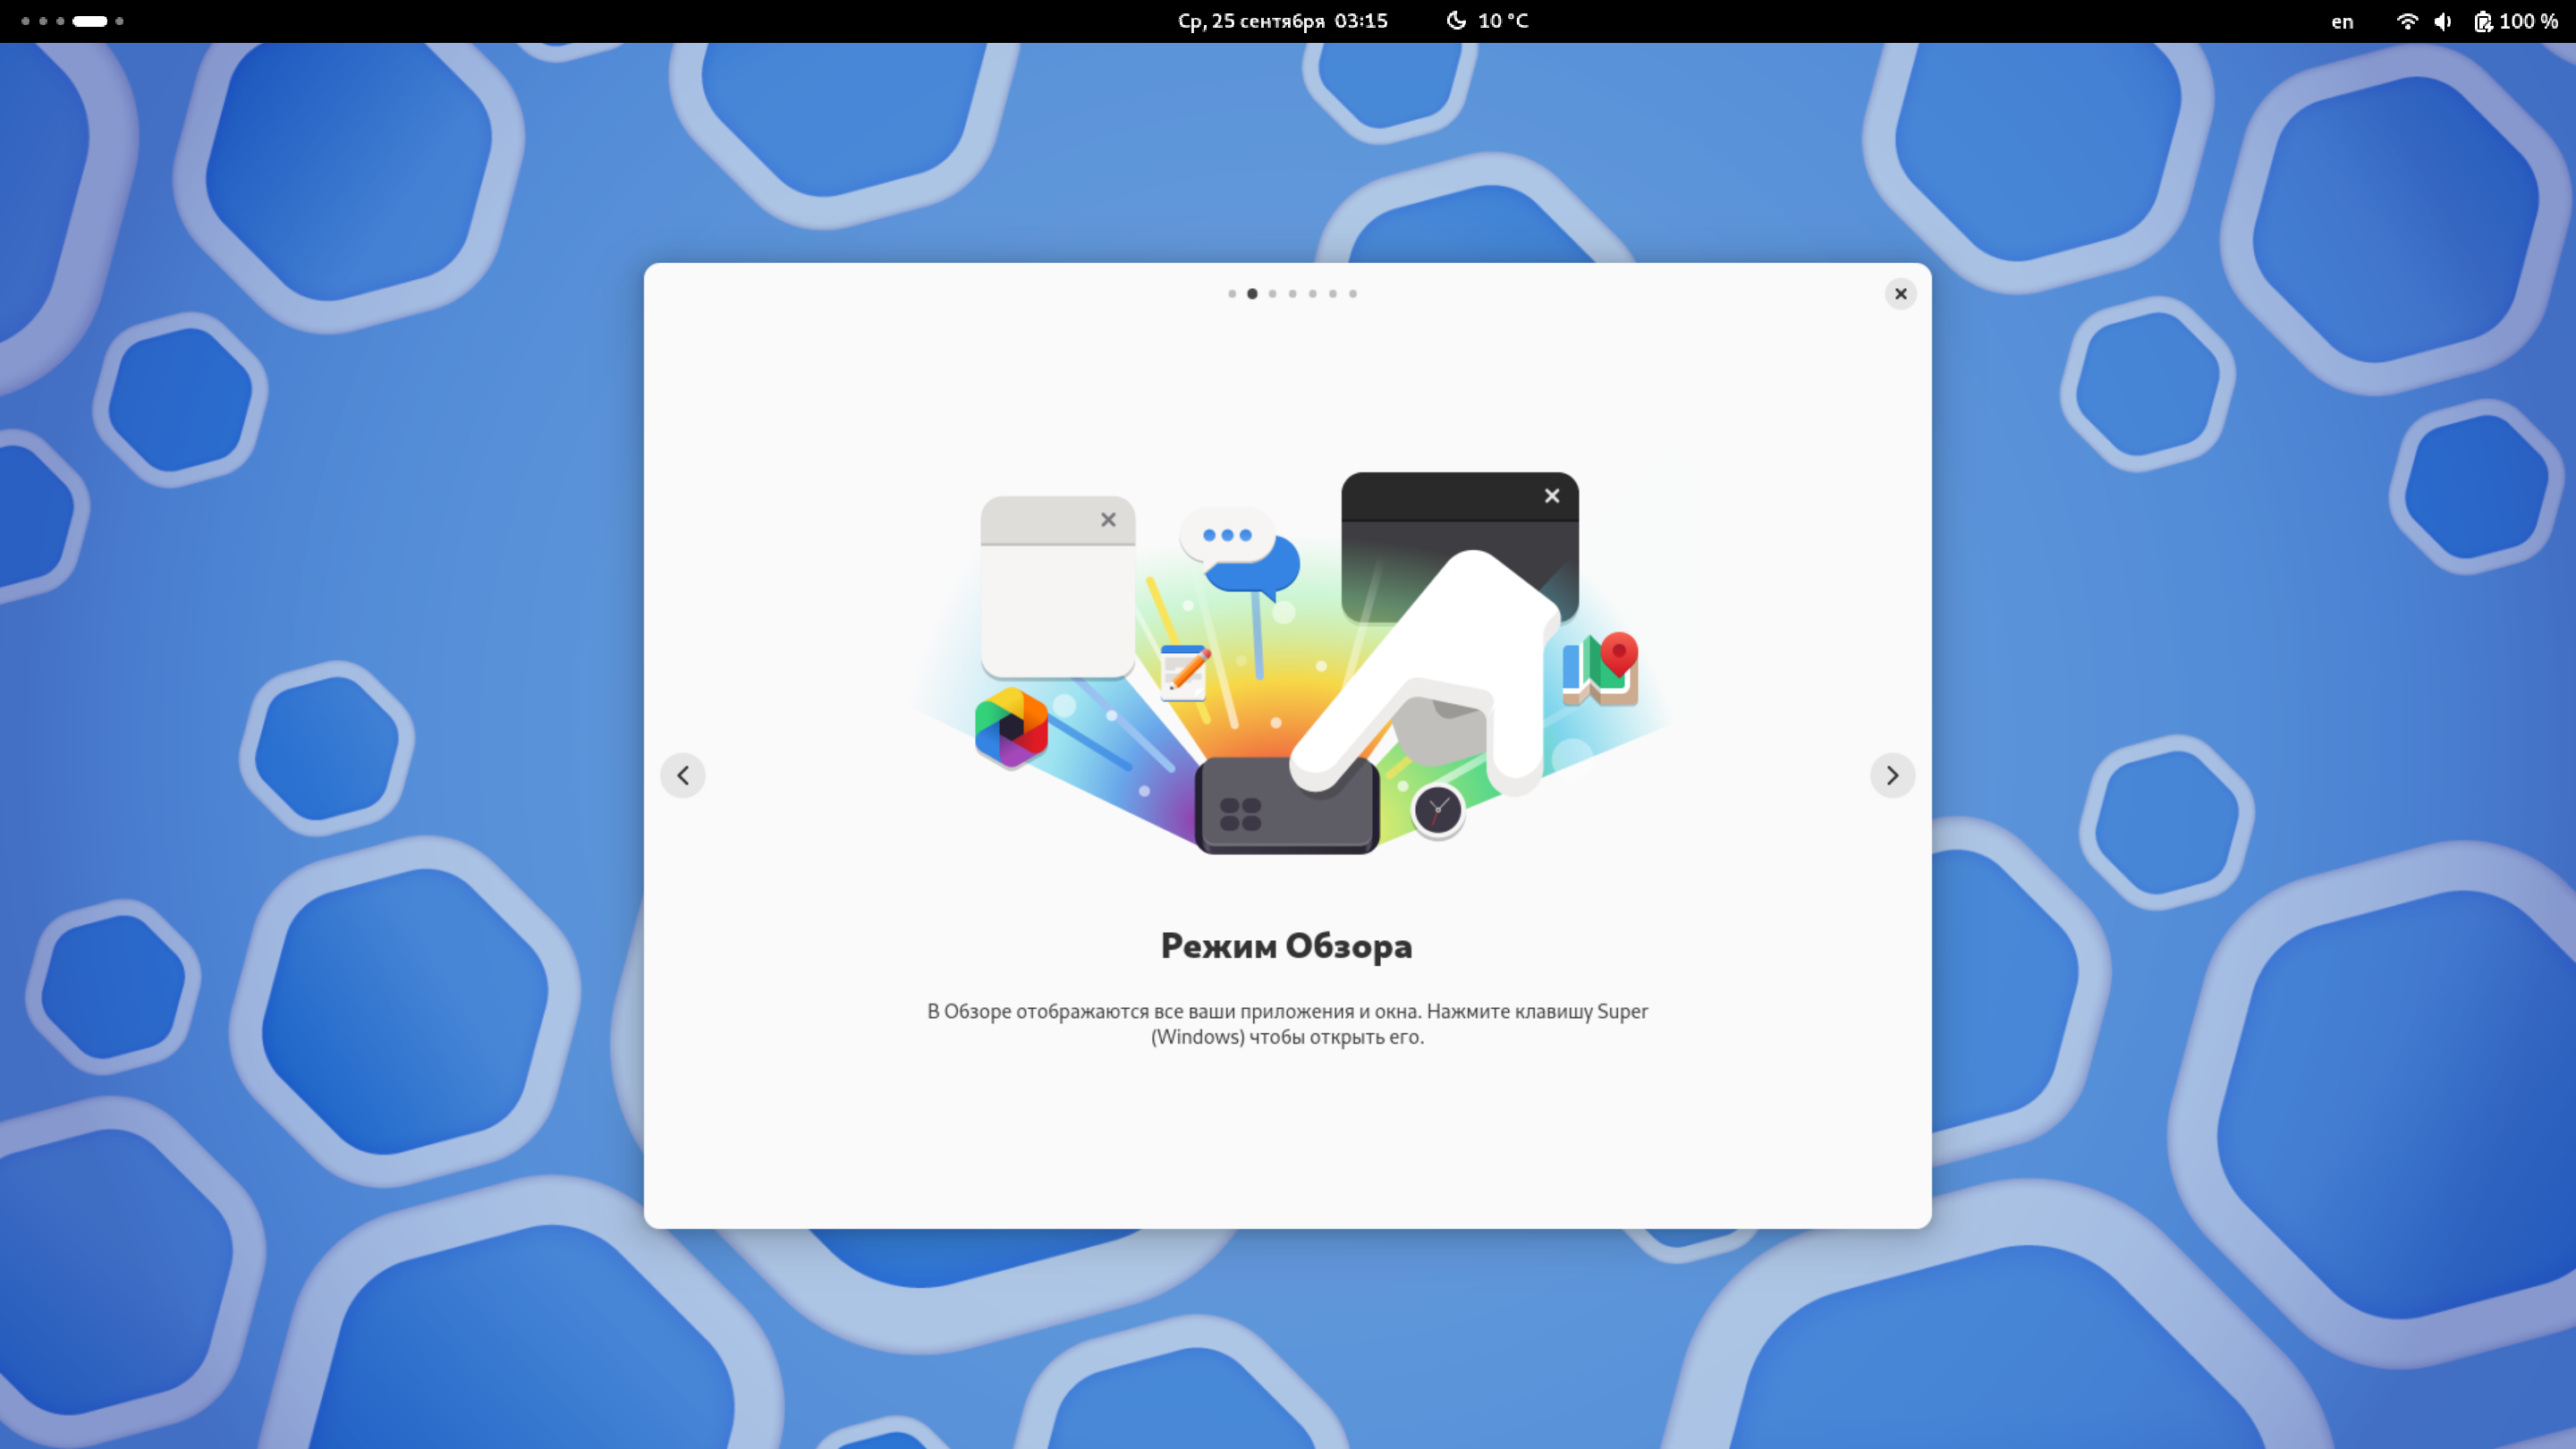 Ср, 25 сентября 03:15 10 °C en 100 %
Режим Обзора
В Обзоре отображаются все ваши приложения и окна. Нажмите клавишу Super
(Windows) чтобы открыть его.